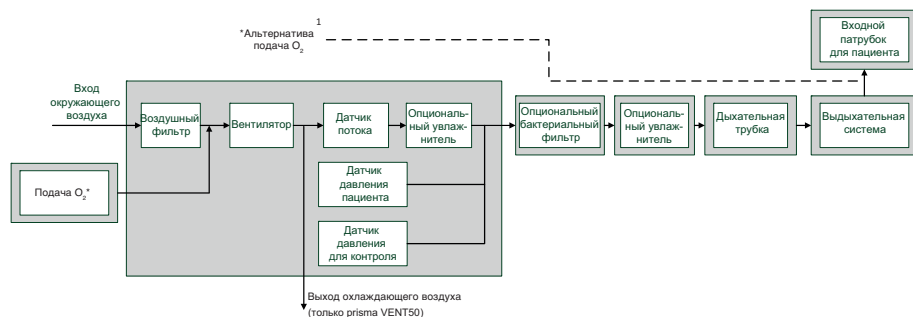 1
*Альтернатива
подача O₂
Входной
патрубок
для пациента
Вход
окружающего
воздуха
Воздушный
фильтр
Вентилятор
Датчик
потока
Опциональ-
ный увлаж-
нитель
Опциональный
бактериальный
фильтр
Опциональ-
ный увлаж-
нитель
Дыхательная
трубка
Выдыхательная
система
Подача O₂*
Датчик
давления
пациента
Датчик
давления
для контроля
Выход охлаждающего воздуха
(только prisma VENT50)